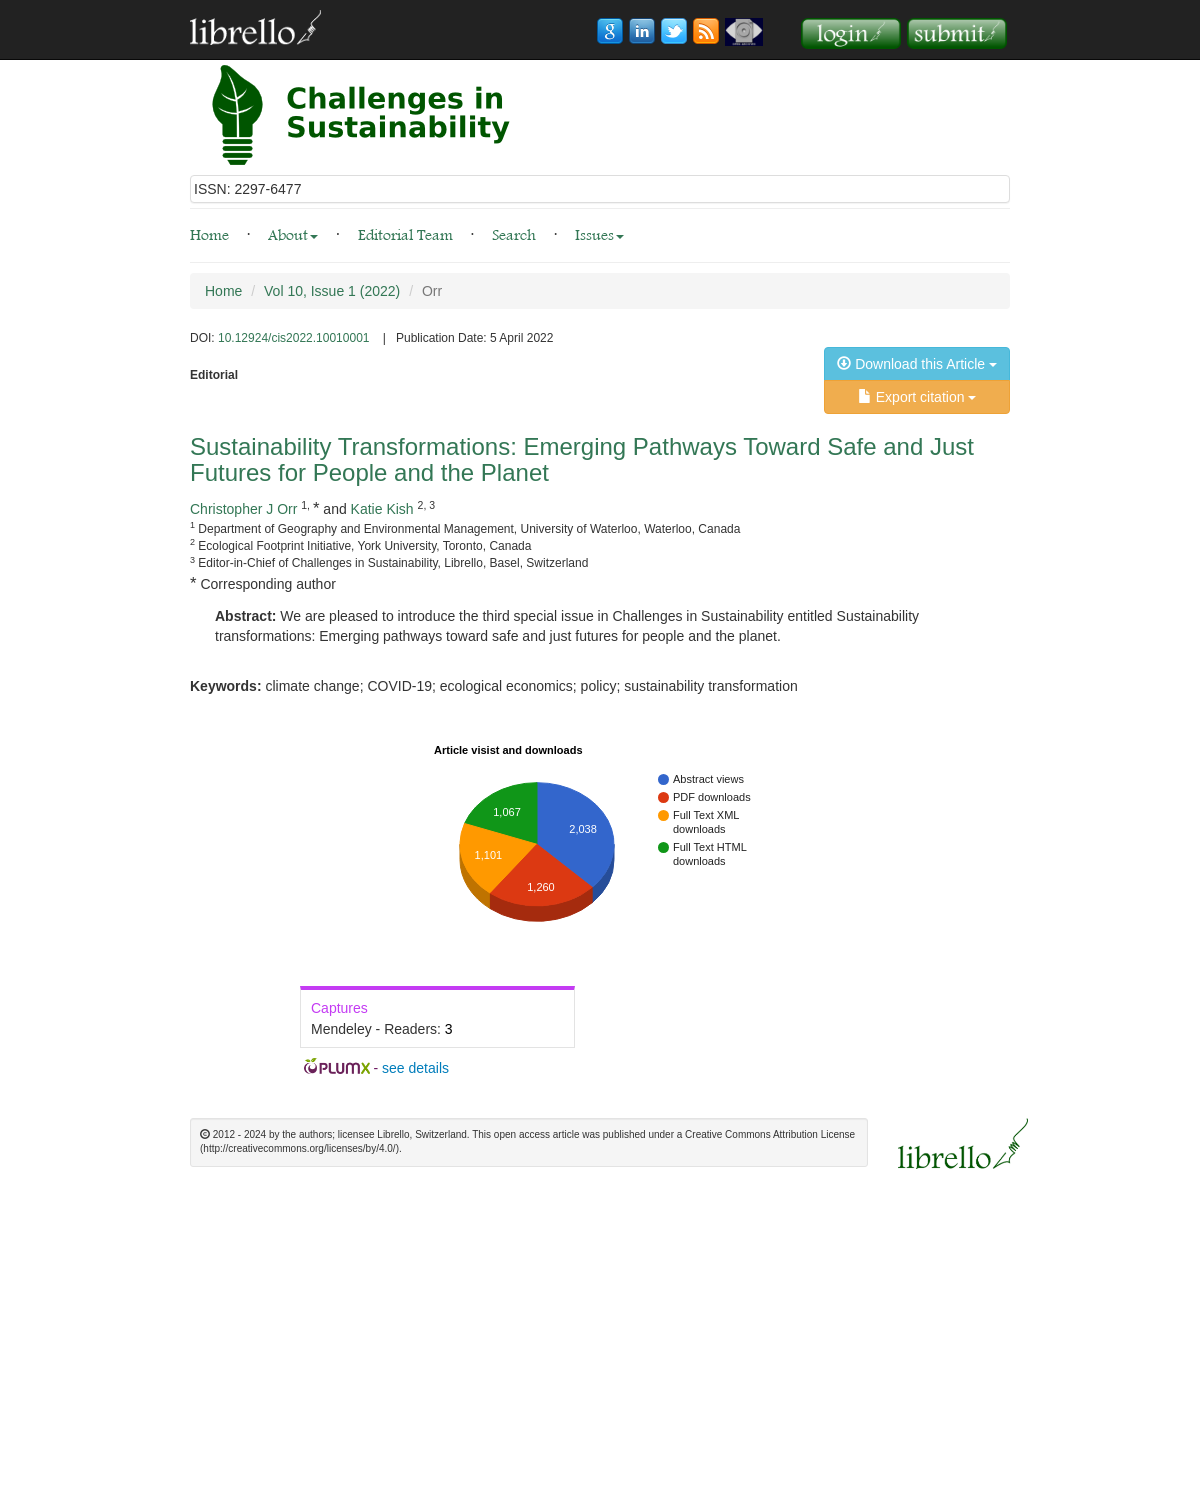 librello
g in
login submit
Challenges in
Sustainability
ISSN: 2297-6477
Home · About · Editorial Team · Search · Issues
Home / Vol 10, Issue 1 (2022) / Orr
DOI: 10.12924/cis2022.10010001 | Publication Date: 5 April 2022
Download this Article
Editorial
Export citation
Sustainability Transformations: Emerging Pathways Toward Safe and Just
Futures for People and the Planet
Christopher J Orr 1, * and Katie Kish 2, 3
1 Department of Geography and Environmental Management, University of Waterloo, Waterloo, Canada
2 Ecological Footprint Initiative, York University, Toronto, Canada
3 Editor-in-Chief of Challenges in Sustainability, Librello, Basel, Switzerland
* Corresponding author
Abstract: We are pleased to introduce the third special issue in Challenges in Sustainability entitled Sustainability
transformations: Emerging pathways toward safe and just futures for people and the planet.
Keywords: climate change; COVID-19; ecological economics; policy; sustainability transformation
Article visist and downloads
Abstract views
PDF downloads
Full Text XML
downloads
Full Text HTML
downloads
1,067
2,038
1,101
1,260
Captures
Mendeley - Readers: 3
PLUMX - see details
© 2012 - 2024 by the authors; licensee Librello, Switzerland. This open access article was published under a Creative Commons Attribution License
(http://creativecommons.org/licenses/by/4.0/).
librello